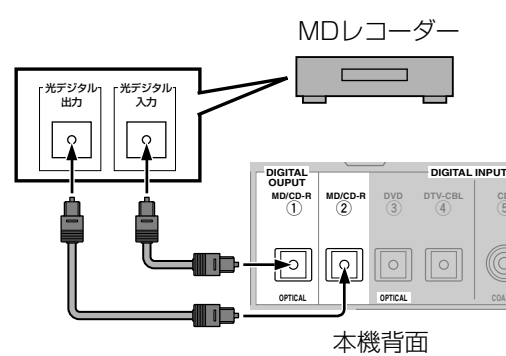 MDレコーダー
光デジタル
出力
光デジタル
入力
DIGITAL
OUPUT
DIGITAL INPUT
MD/CD-R
①
MD/CD-R
②
DVD
③
DTV-CBL
④
⑤
OPTICAL
OPTICAL
本機背面